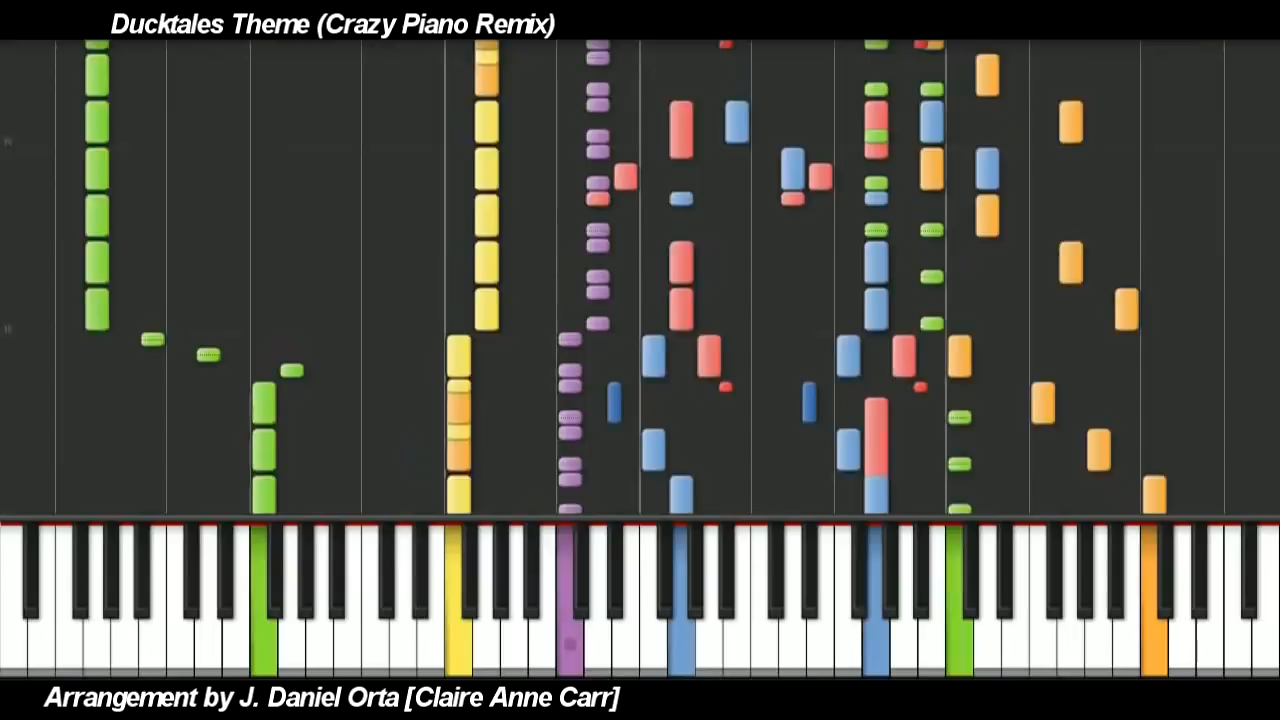 Ducktales Theme (Crazy Piano Remix)
Arrangement by J. Daniel Orta [Claire Anne Carr]